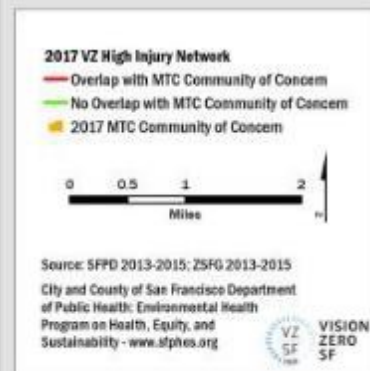 2017 VZ High Injury Network
Overlap with MTC Community of Concern
No Overlap with MTC Community of Concern
2017 MTC Community of Concern
0 0.5 1 2
Miles
Source: SFPD 2013-2015; ZSFG 2013-2015
City and County of San Francisco Department
of Public Health: Environmental Health
Program on Health, Equity, and
Sustainability - www.sfphes.org
VZ
SF
VISION
ZERO
SF